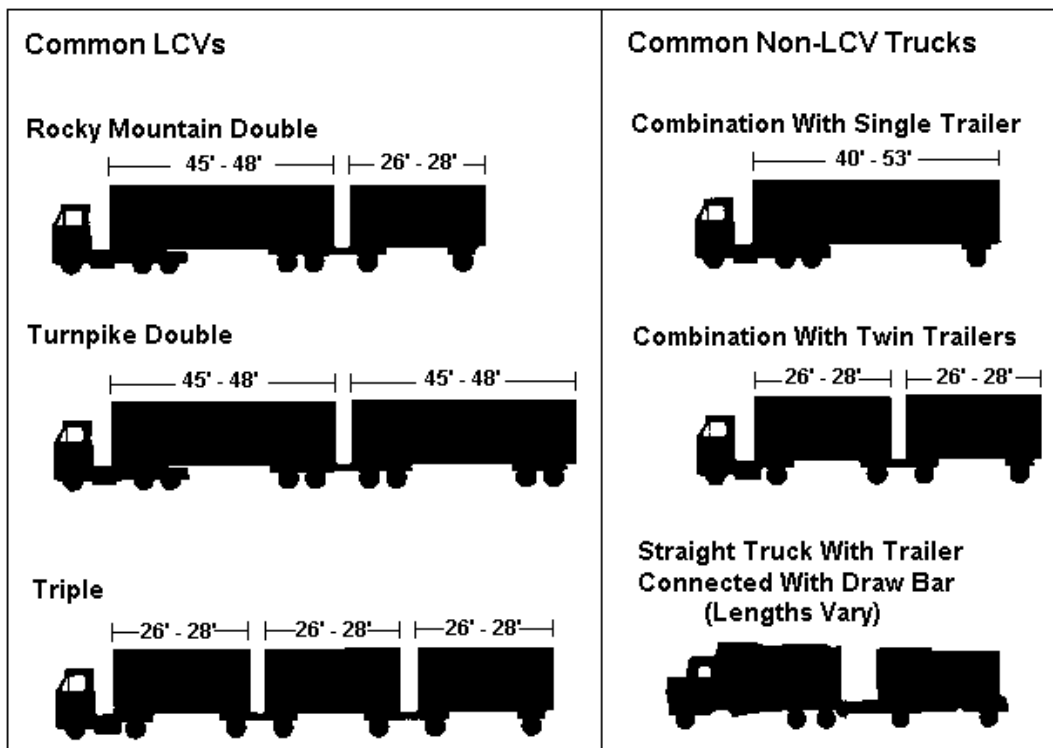 Common LCVs
Rocky Mountain Double
45' - 48' 26' - 28'
Turnpike Double
45' - 48' 45' - 48'
Triple
26' - 28' 26' - 28' 26' - 28'
Common Non-LCV Trucks
Combination With Single Trailer
40' - 53'
Combination With Twin Trailers
26' - 28' 26' - 28'
Straight Truck With Trailer
Connected With Draw Bar
(Lengths Vary)